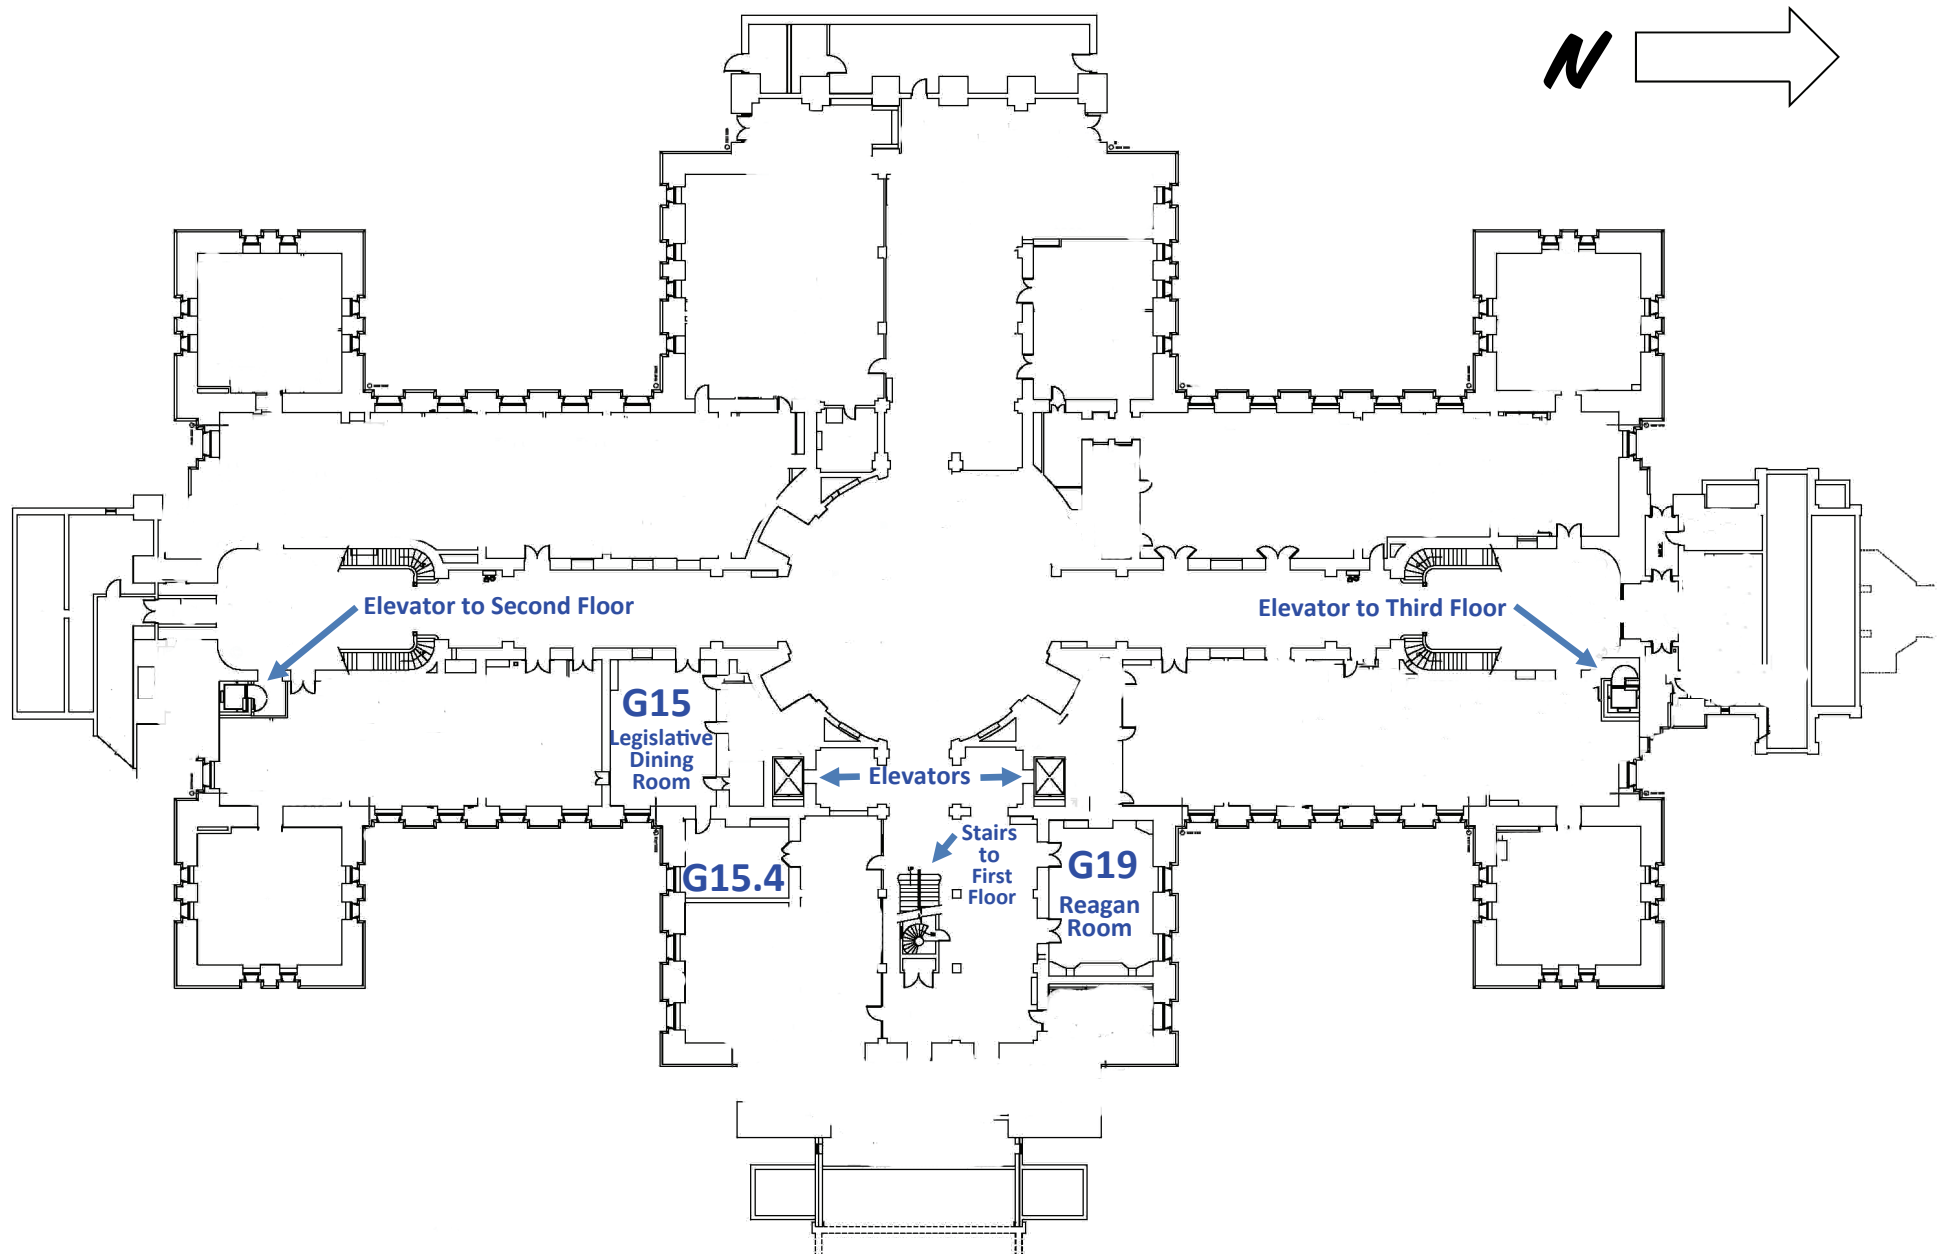 N
Elevator to Second Floor
Elevator to Third Floor
G15
Legislative
Dining
Room
Elevators
Stairs
to
First
Floor
G15.4
G19
Reagan
Room